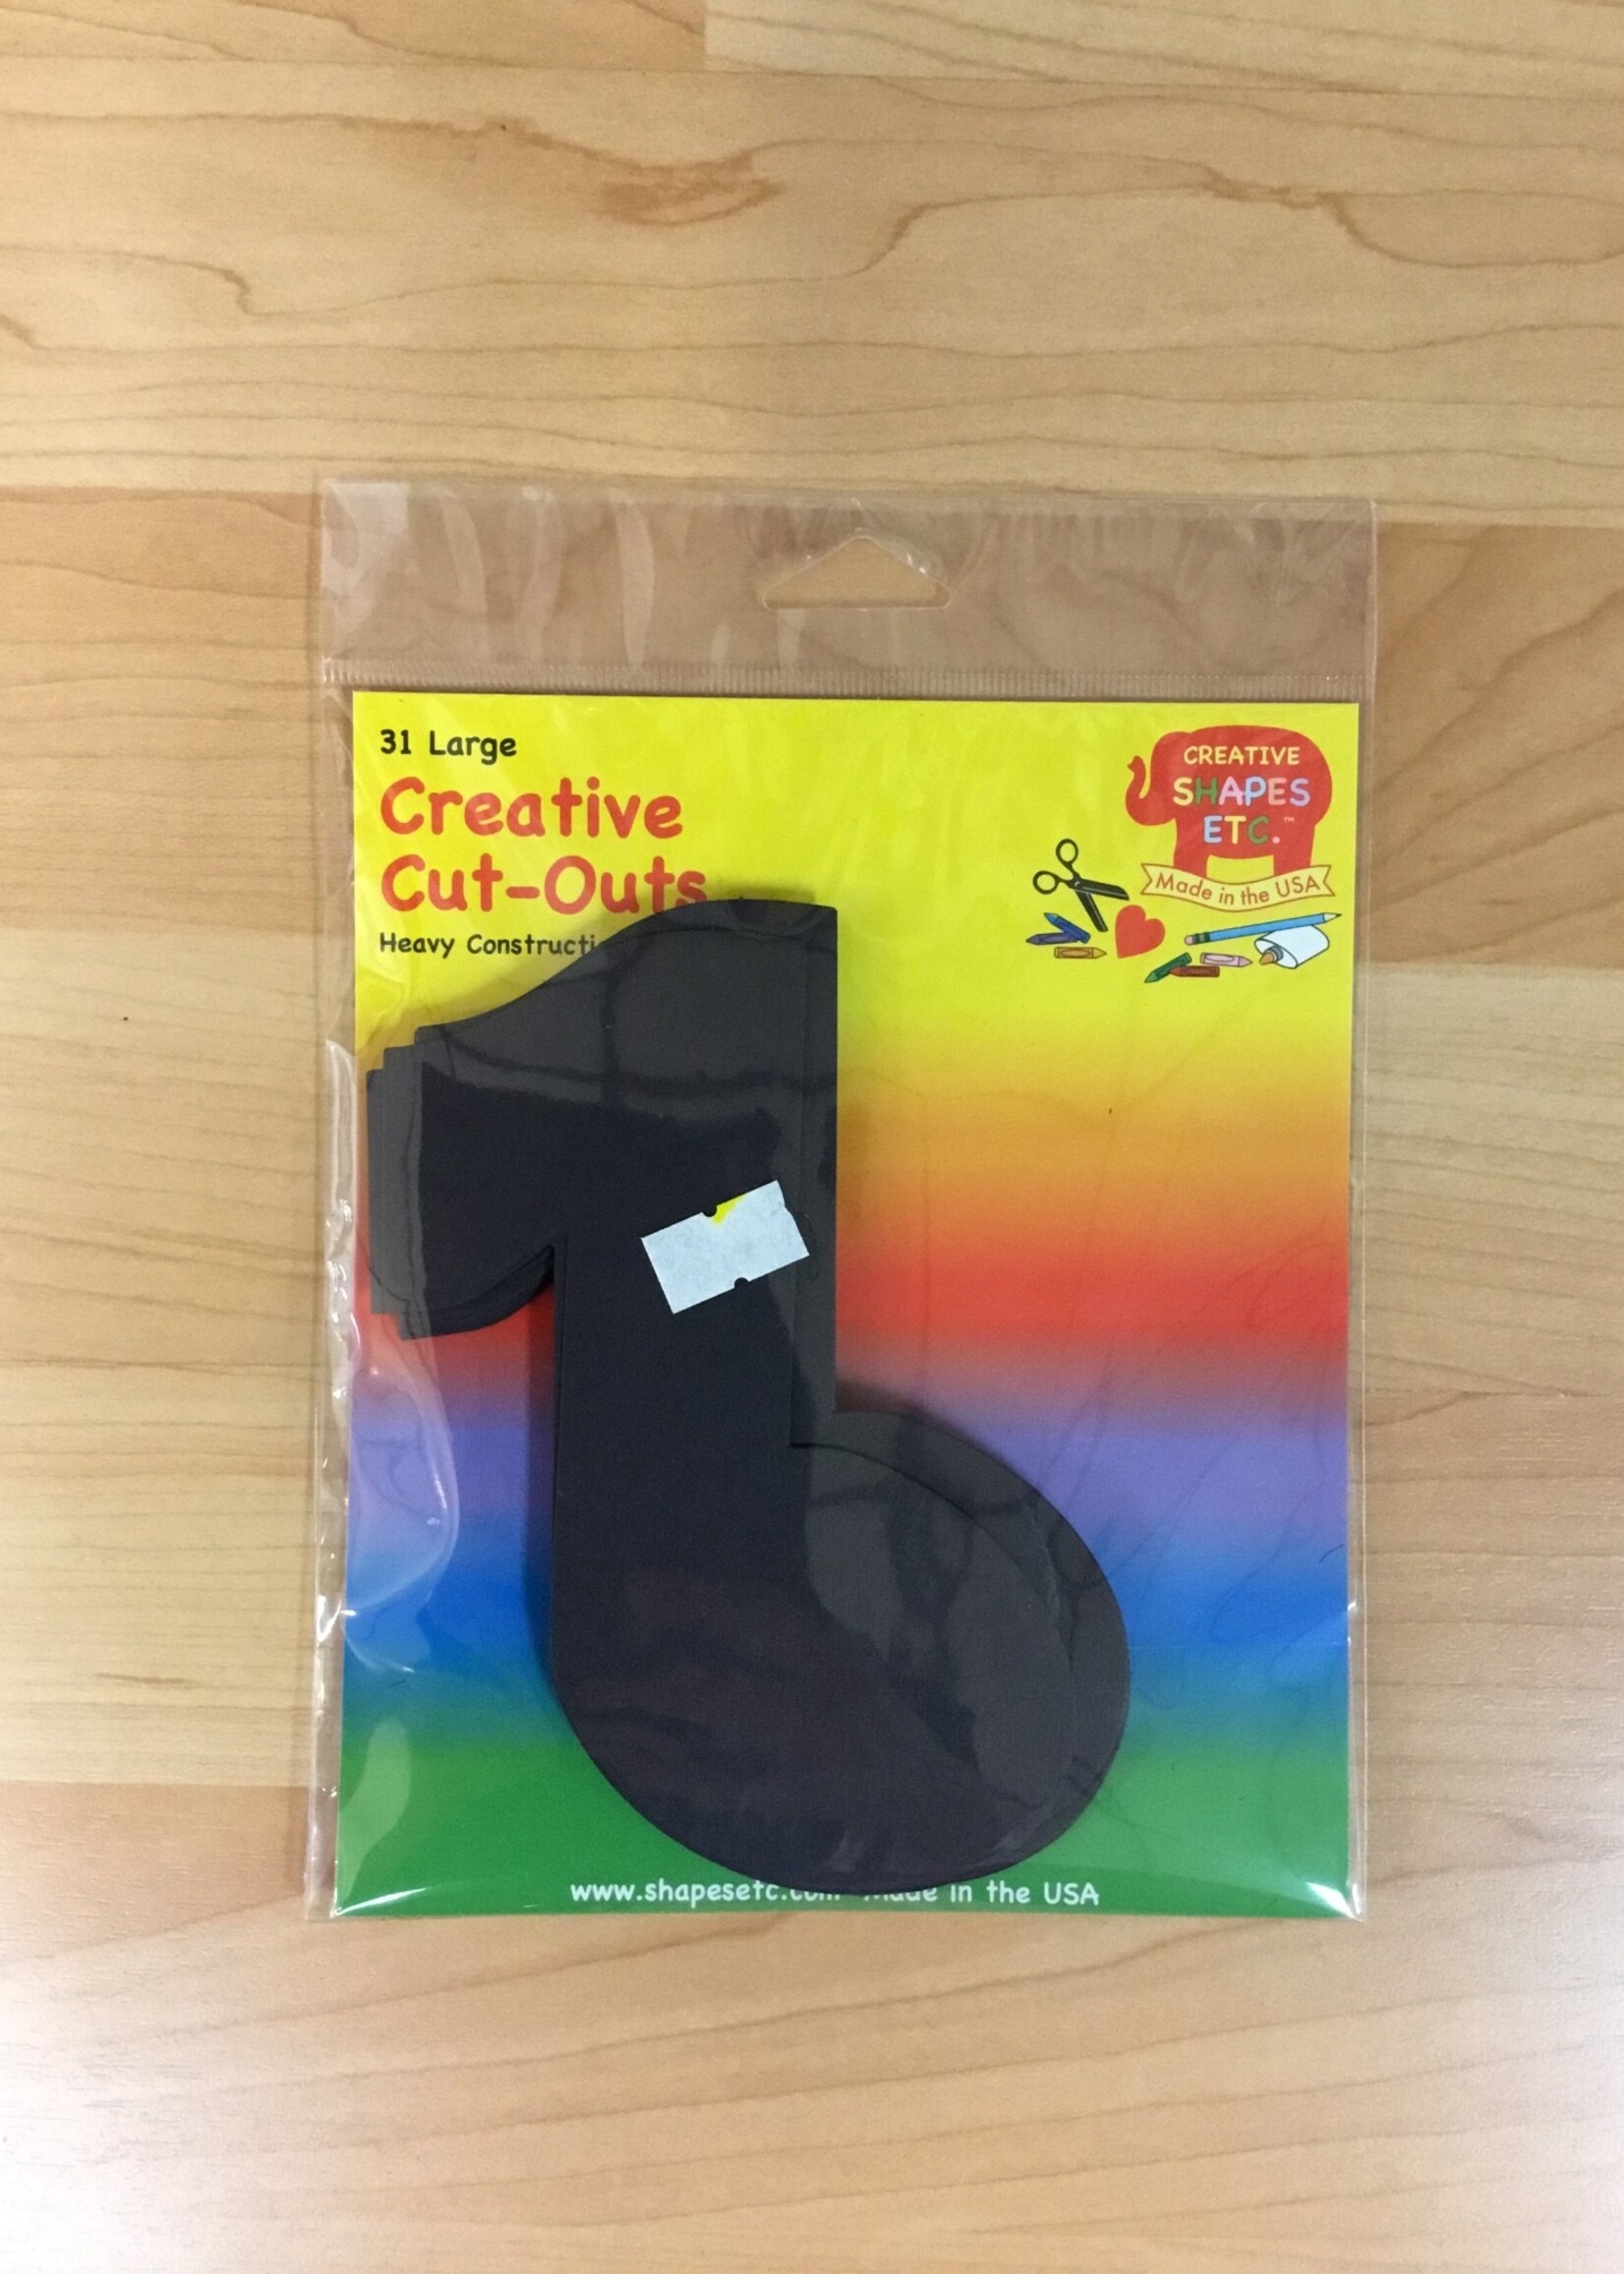 31 Large
Creative
Cut-Outs
Heavy
CREATIVE
SHAPES
ETC.™
Made in the USA
www.shapesetc.com Made in the USA